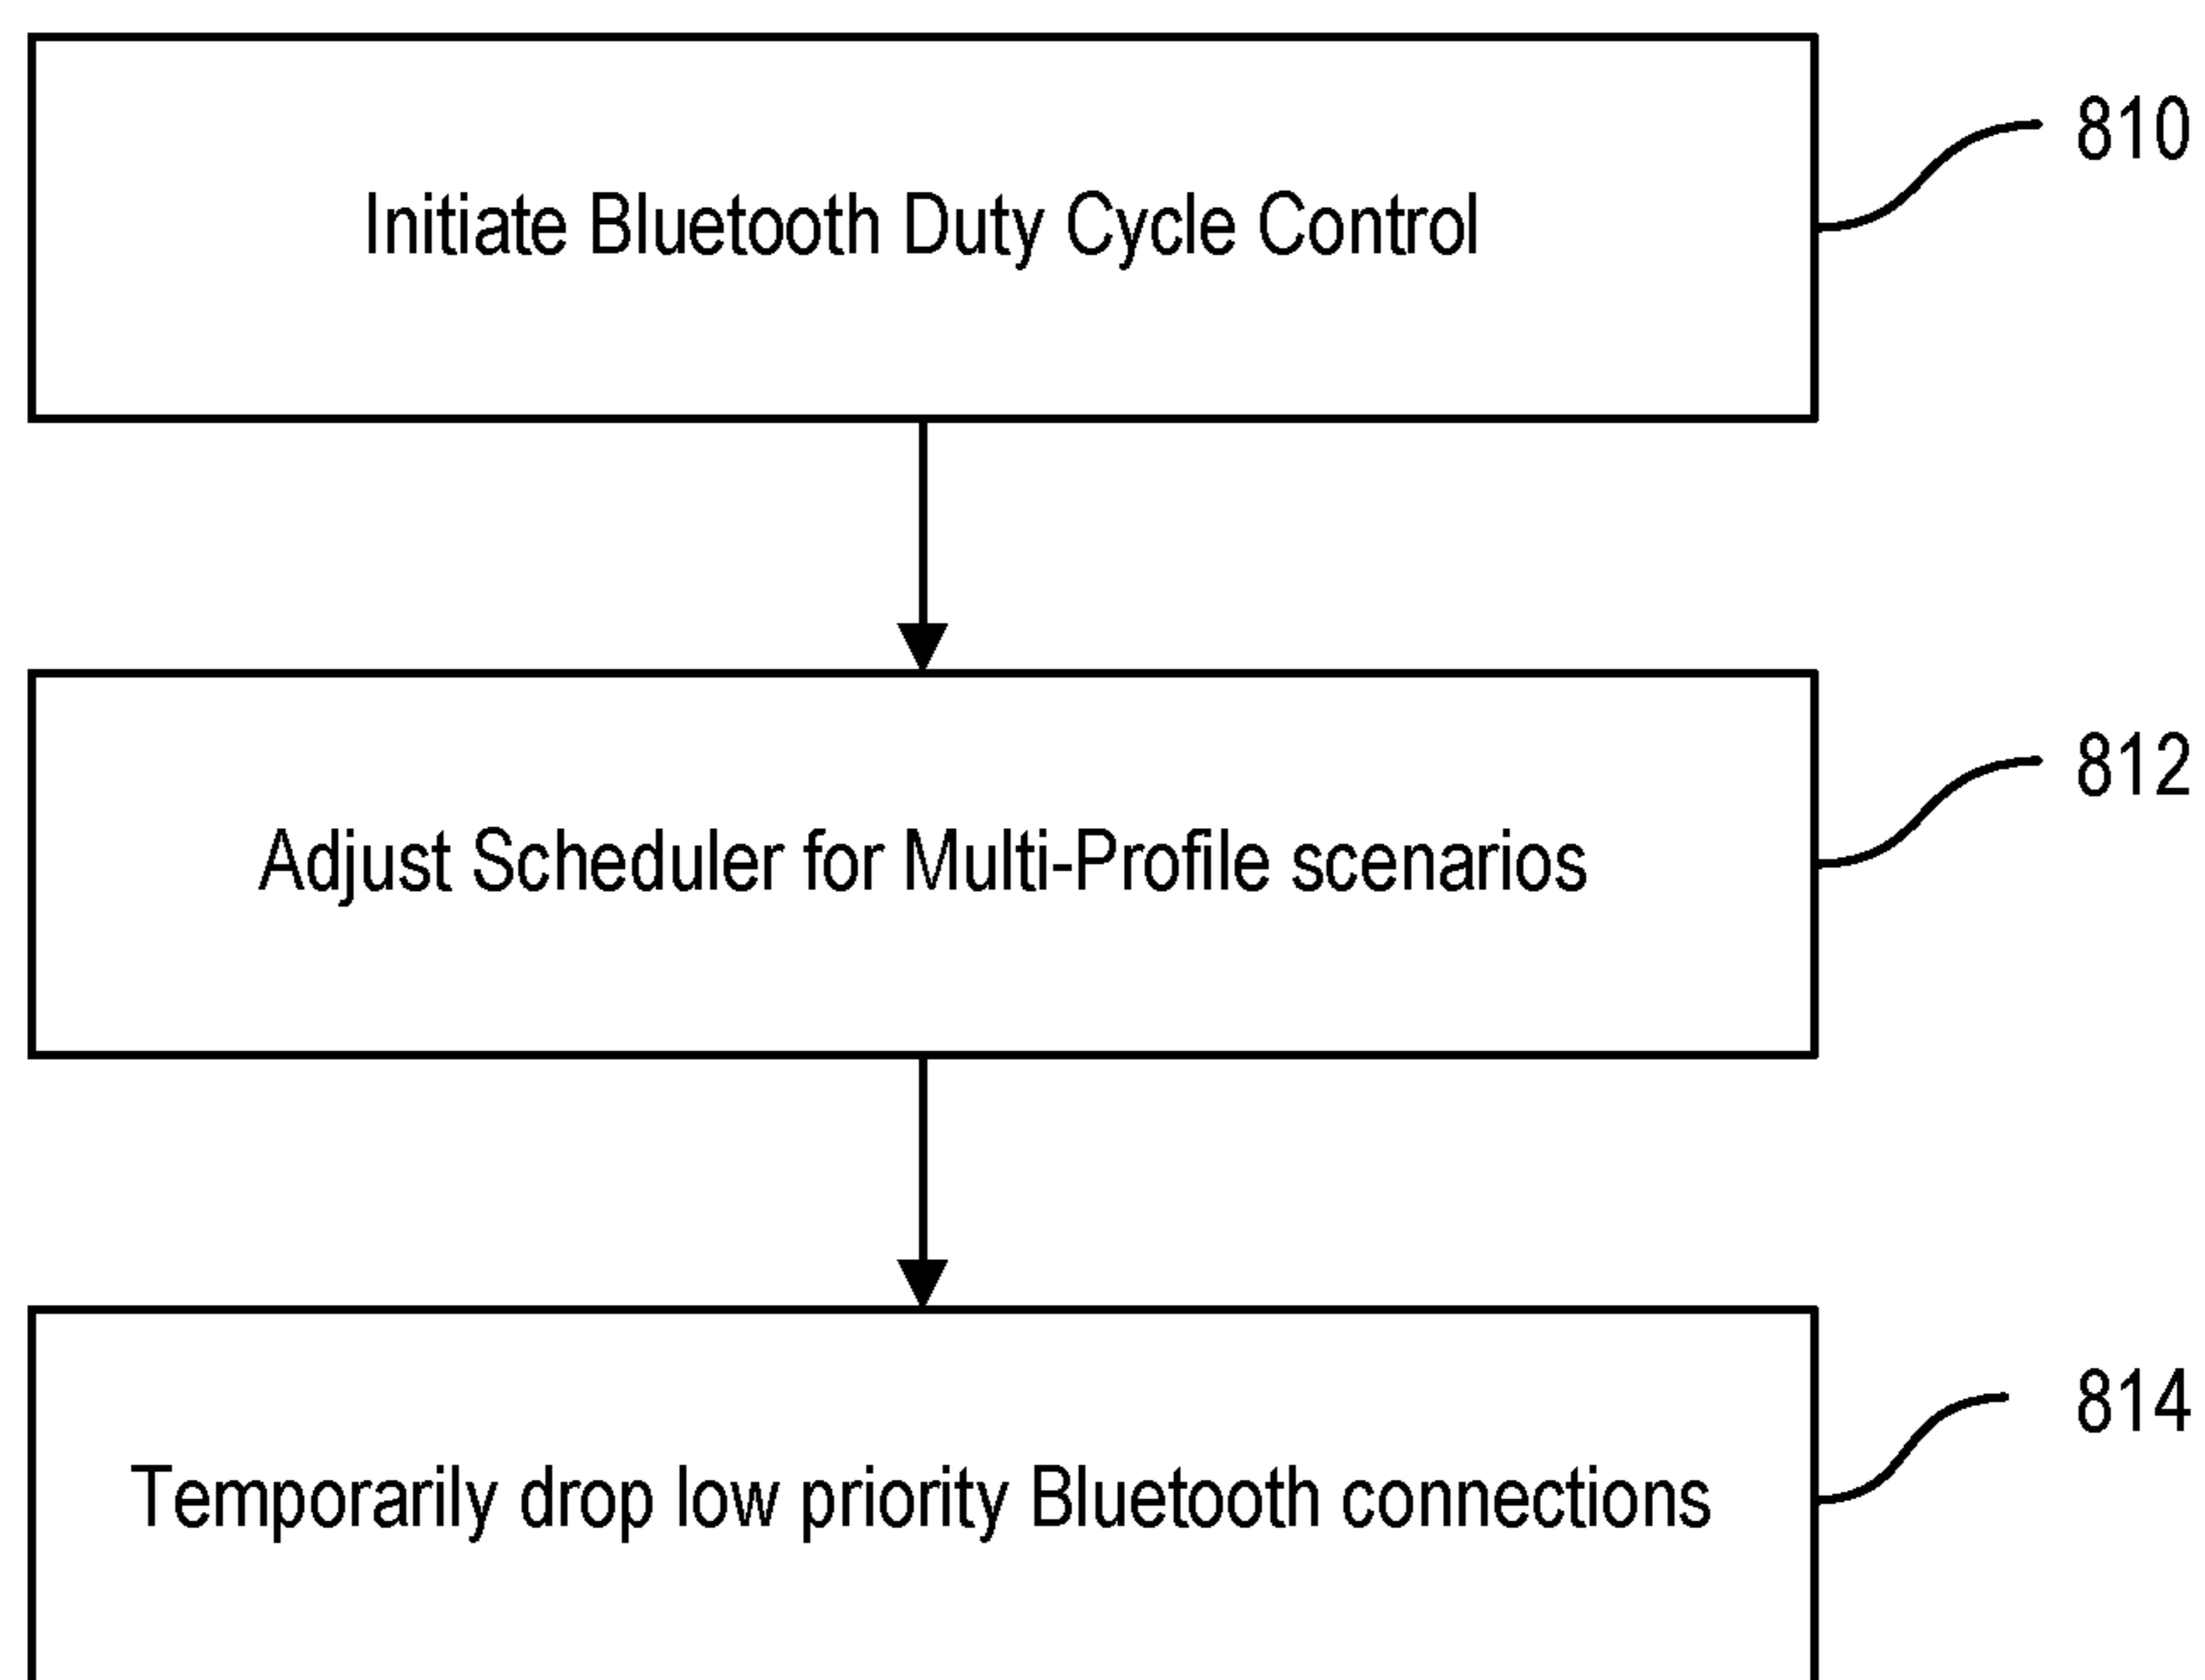 810
Initiate Bluetooth Duty Cycle Control
812
Adjust Scheduler for Multi-Profile scenarios
814
Temporarily drop low priority Bluetooth connections